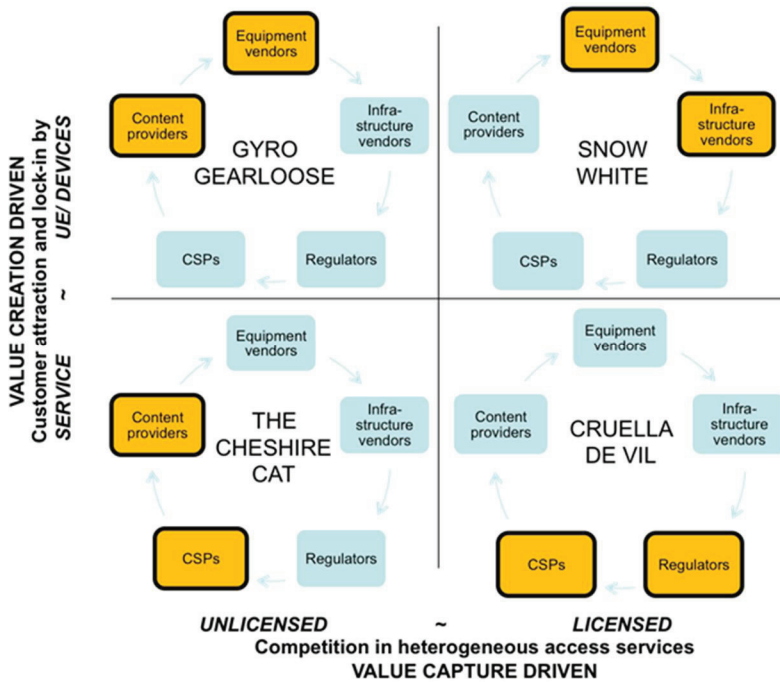 VALUE CREATION DRIVEN
Customer attraction and lock-in by
SERVICE ~ UE/ DEVICES
Equipment
vendors
Content
providers
Infra-
structure
vendors
GYRO
GEARLOOSE
CSPs
Regulators
Equipment
vendors
Content
providers
Infra-
structure
vendors
SNOW
WHITE
CSPs
Regulators
Equipment
vendors
Content
providers
Infra-
structure
vendors
THE
CHESHIRE
CAT
CSPs
Regulators
Equipment
vendors
Content
providers
Infra-
structure
vendors
CRUELLA
DE VIL
CSPs
Regulators
UNLICENSED ~ LICENSED
Competition in heterogeneous access services
VALUE CAPTURE DRIVEN